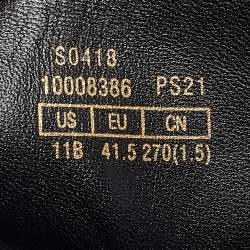 S0418
10008386 PS21
US EU CN
11B 41.5 270(1.5)